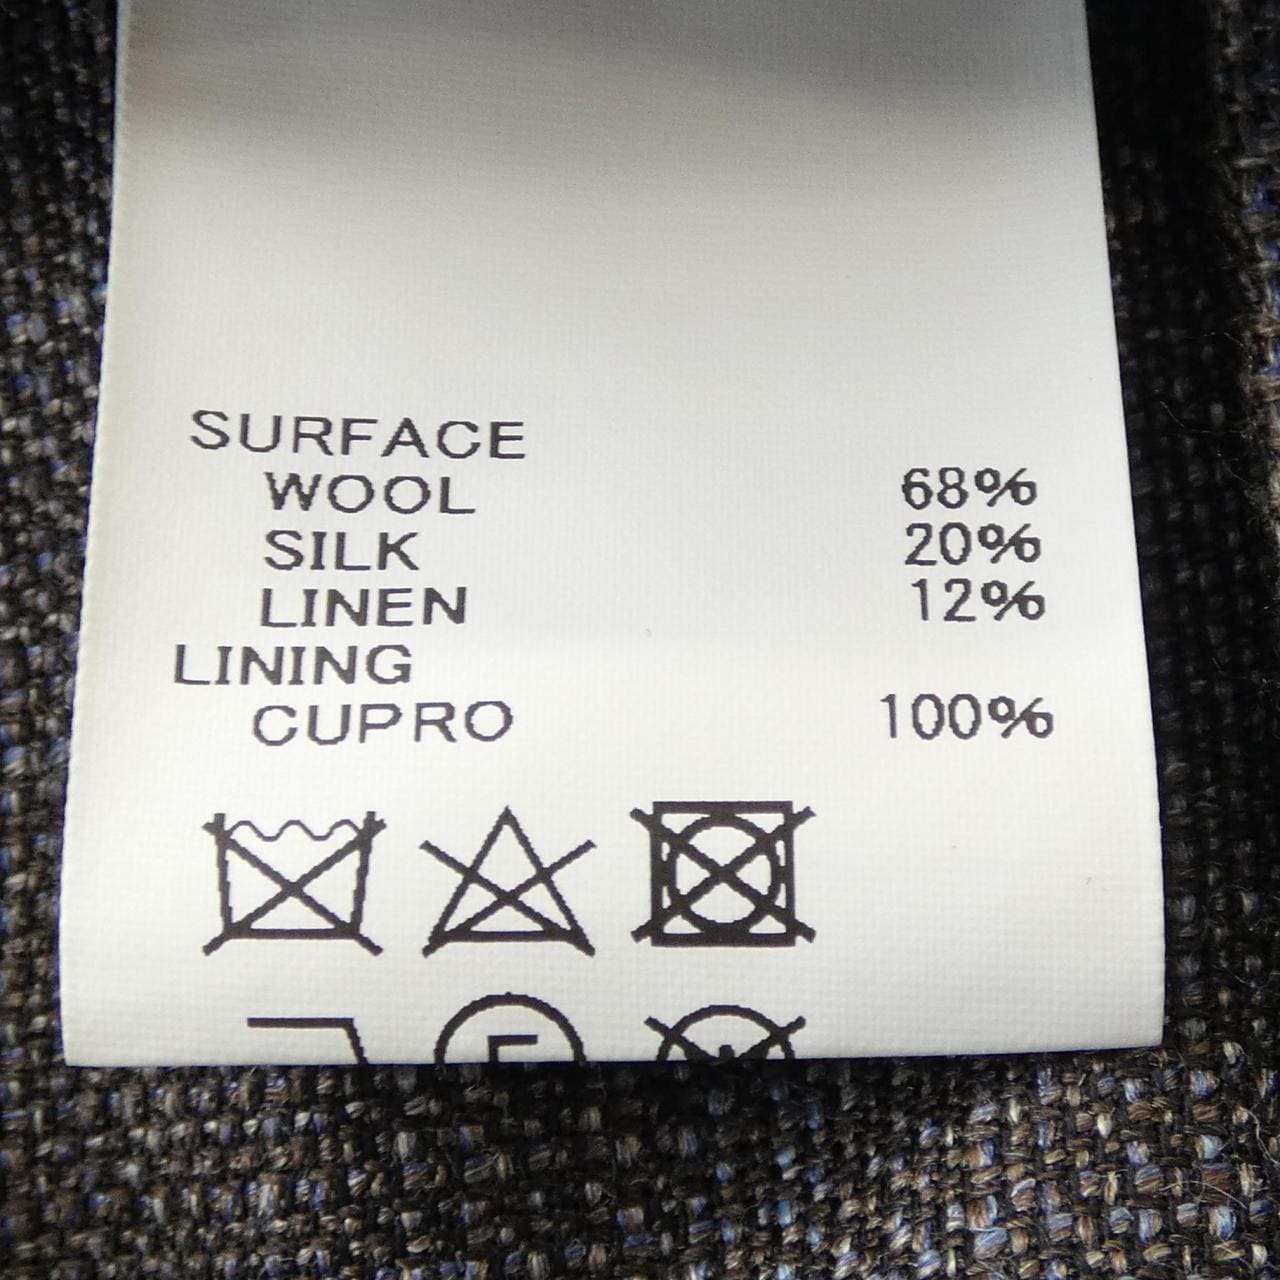 SURFACE
WOOL 68%
SILK 20%
LINEN 12%
LINING
CUPRO 100%